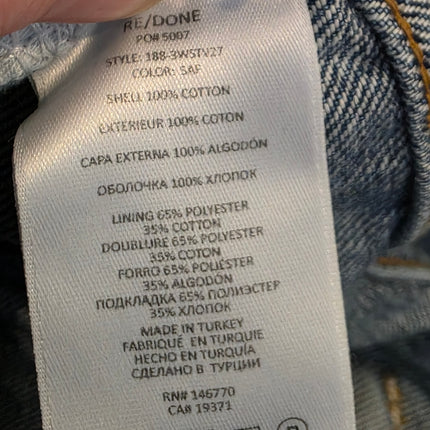 RE/DONE
PO# 5007
STYLE: 188-3W5TV27
COLOR: SAF
SHELL 100% COTTON
EXTÉRIEUR 100% COTON
CAPA EXTERNA 100% ALGODÓN
ОБОЛОЧКА 100% ХЛОПОК
LINING 65% POLYESTER
35% COTTON
DOUBLURE 65% POLYESTER
35% COTON
FORRO 65% POLIÉSTER
35% ALGODÓN
ПОДКЛАДКА 65% ПОЛИЭСТЕР
35% ХЛОПОК
MADE IN TURKEY
FABRIQUÉ EN TURQUIE
HECHO EN TURQUÍA
СДЕЛАНО В ТУРЦИИ
RN# 146770
CA# 19371